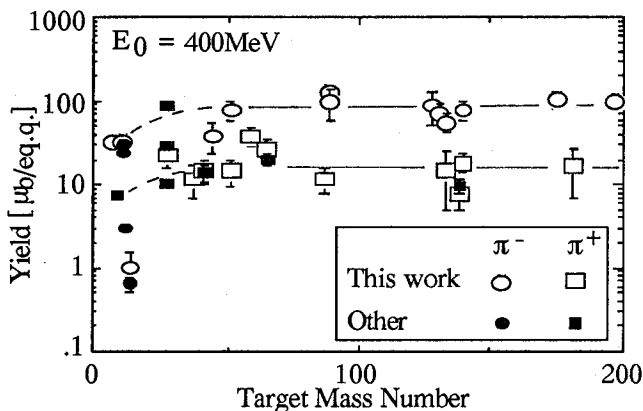 1000
E₀ = 400MeV
100
10
1
.1
Yield [μb/eq.q.]
π⁻ π⁺
This work
Other
0 100 200
Target Mass Number